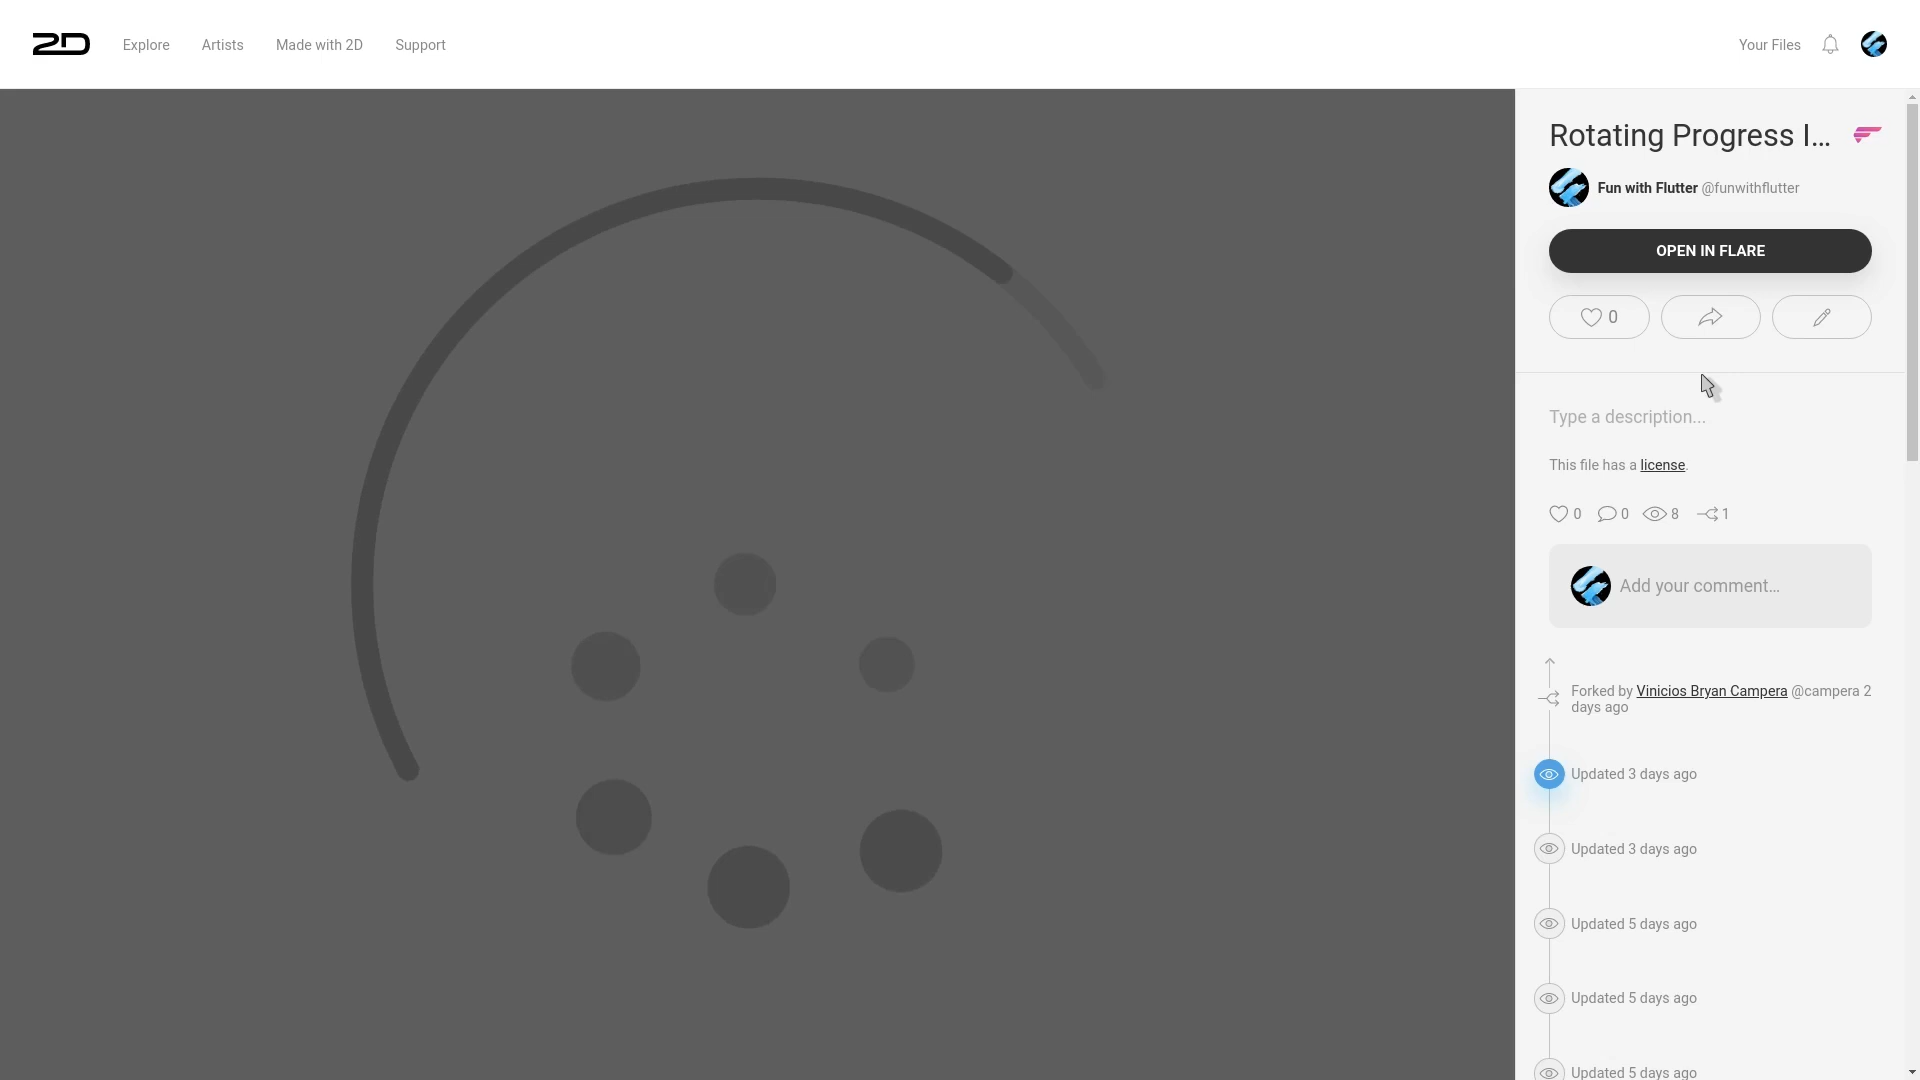 2D
Explore
Artists
Made with 2D
Support
Your Files
Rotating Progress I...
Fun with Flutter @funwithflutter
OPEN IN FLARE
0
Type a description...
This file has a license.
0
0
8
1
Add your comment...
Forked by Vinicios Bryan Campera @campera 2
days ago
Updated 3 days ago
Updated 3 days ago
Updated 5 days ago
Updated 5 days ago
Updated 5 days ago